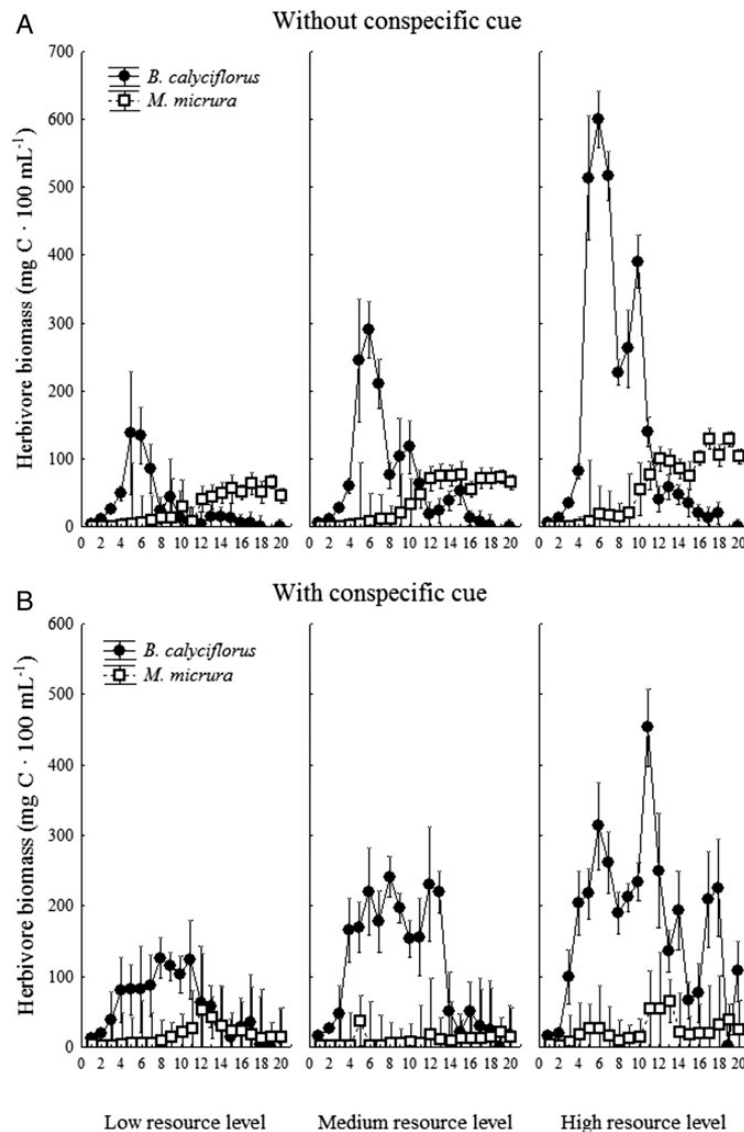 A
Without conspecific cue
Herbivore biomass (mg C · 100 mL⁻¹)
700
600
500
400
300
200
100
0
B. calyciflorus
M. micrura
0 2 4 6 8 10 12 14 16 18 20
0 2 4 6 8 10 12 14 16 18 20
0 2 4 6 8 10 12 14 16 18 20
B
With conspecific cue
Herbivore biomass (mg C · 100 mL⁻¹)
600
500
400
300
200
100
0
B. calyciflorus
M. micrura
0 2 4 6 8 10 12 14 16 18 20
0 2 4 6 8 10 12 14 16 18 20
0 2 4 6 8 10 12 14 16 18 20
Low resource level
Medium resource level
High resource level